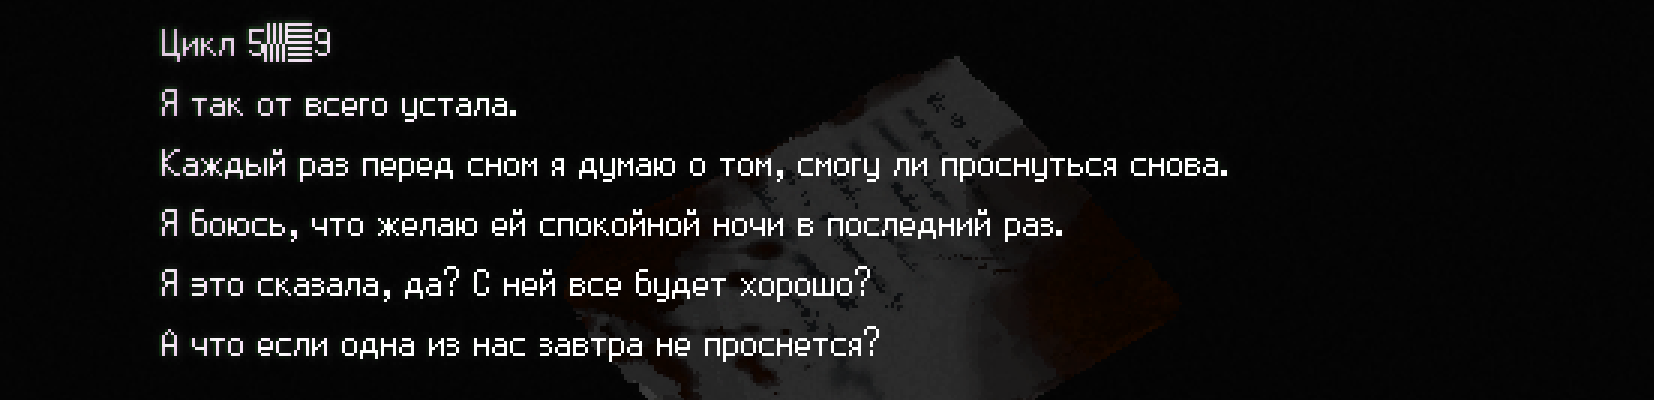 Цикл 5▥▤9
Я так от всего устала.
Каждый раз перед сном я думаю о том, смогу ли проснуться снова.
Я боюсь, что желаю ей спокойной ночи в последний раз.
Я это сказала, да? С ней все будет хорошо?
А что если одна из нас завтра не проснется?